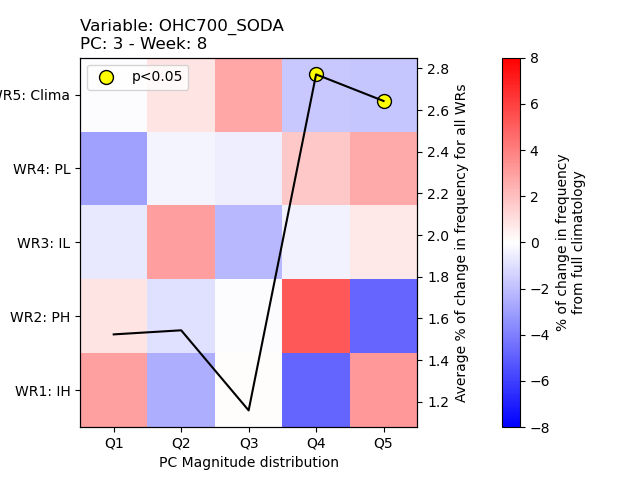 Variable: OHC700_SODA
PC: 3 - Week: 8
p<0.05
WR5: Clima
WR4: PL
WR3: IL
WR2: PH
WR1: IH
Q1 Q2 Q3 Q4 Q5
PC Magnitude distribution
2.8
2.6
2.4
2.2
2.0
1.8
1.6
1.4
1.2
Average % of change in frequency for all WRs
8
6
4
2
0
−2
−4
−6
−8
% of change in frequency
from full climatology